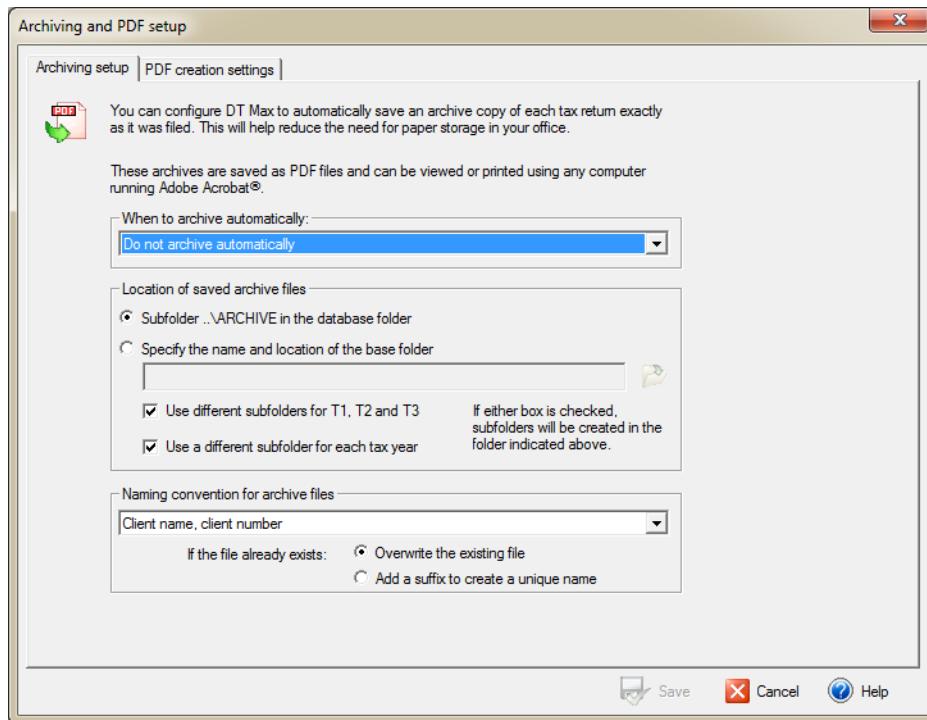 Archiving and PDF setup
Archiving setup
PDF creation settings
PDF
You can configure DT Max to automatically save an archive copy of each tax return exactly
as it was filed. This will help reduce the need for paper storage in your office.
These archives are saved as PDF files and can be viewed or printed using any computer
running Adobe Acrobat®.
When to archive automatically:
Do not archive automatically
Location of saved archive files
Subfolder ..\ARCHIVE in the database folder
Specify the name and location of the base folder
Use different subfolders for T1, T2 and T3
Use a different subfolder for each tax year
If either box is checked,
subfolders will be created in the
folder indicated above.
Naming convention for archive files
Client name, client number
If the file already exists:
Overwrite the existing file
Add a suffix to create a unique name
Save
Cancel
Help